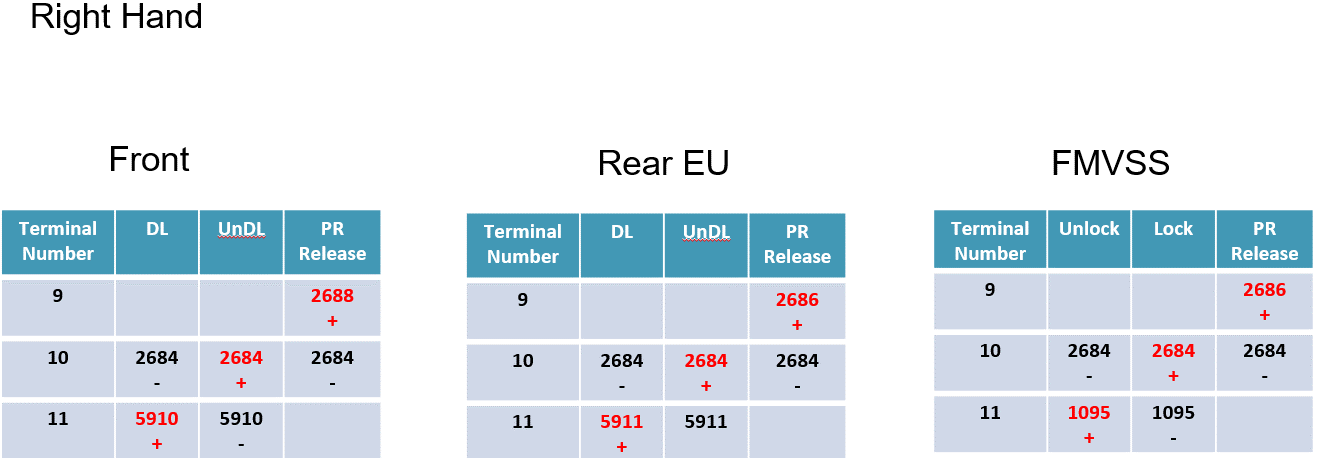 Right Hand
Front
Terminal Number DL UnDL PR Release
9 2688 +
10 2684 - 2684 + 2684 -
11 5910 + 5910 -
Rear EU
Terminal Number DL UnDL PR Release
9 2686 +
10 2684 - 2684 + 2684 -
11 5911 + 5911
FMVSS
Terminal Number Unlock Lock PR Release
9 2686 +
10 2684 - 2684 + 2684 -
11 1095 + 1095 -